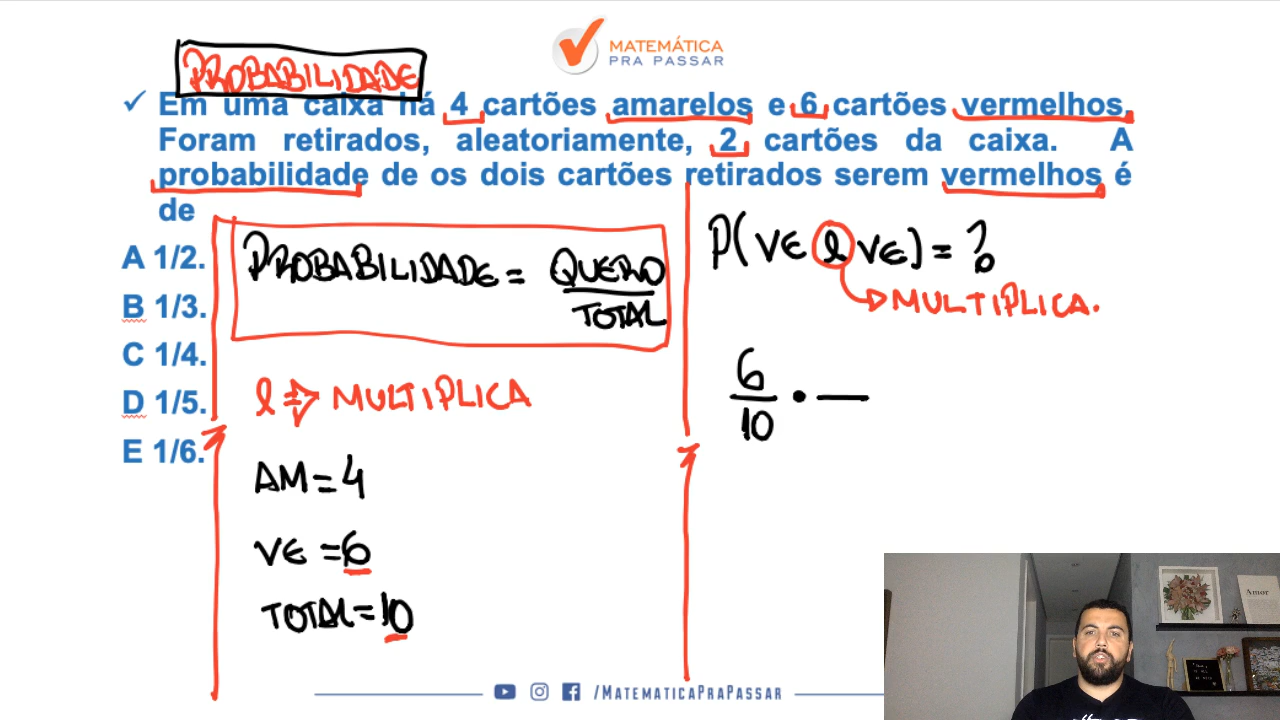 MATEMÁTICA
PRA PASSAR
PROBABILIDADE
✓ Em uma caixa há 4 cartões amarelos e 6 cartões vermelhos.
Foram retirados, aleatoriamente, 2 cartões da caixa. A
probabilidade de os dois cartões retirados serem vermelhos é
de
A 1/2.
B 1/3.
C 1/4.
D 1/5.
E 1/6.
PROBABILIDADE = QUERO
TOTAL
e ⇒ MULTIPLICA
AM = 4
VE = 6
TOTAL = 10
P(VE e VE) = ?
MULTIPLICA.
6
10 •
Amor
/MATEMATICAPRAPASSAR